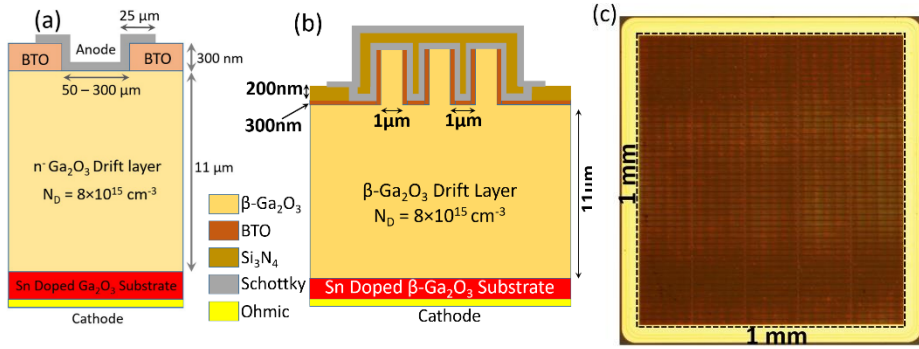 (a)
25 µm
BTO
Anode
BTO
300 nm
50 – 300 µm
n⁻ Ga₂O₃ Drift layer
N_D = 8×10¹⁵ cm⁻³
11 µm
Sn Doped Ga₂O₃ Substrate
Cathode
β-Ga₂O₃
BTO
Si₃N₄
Schottky
Ohmic
(b)
200nm
300nm
1µm
1µm
β-Ga₂O₃ Drift Layer
N_D = 8×10¹⁵ cm⁻³
11µm
Sn Doped β-Ga₂O₃ Substrate
Cathode
(c)
1 mm
1 mm